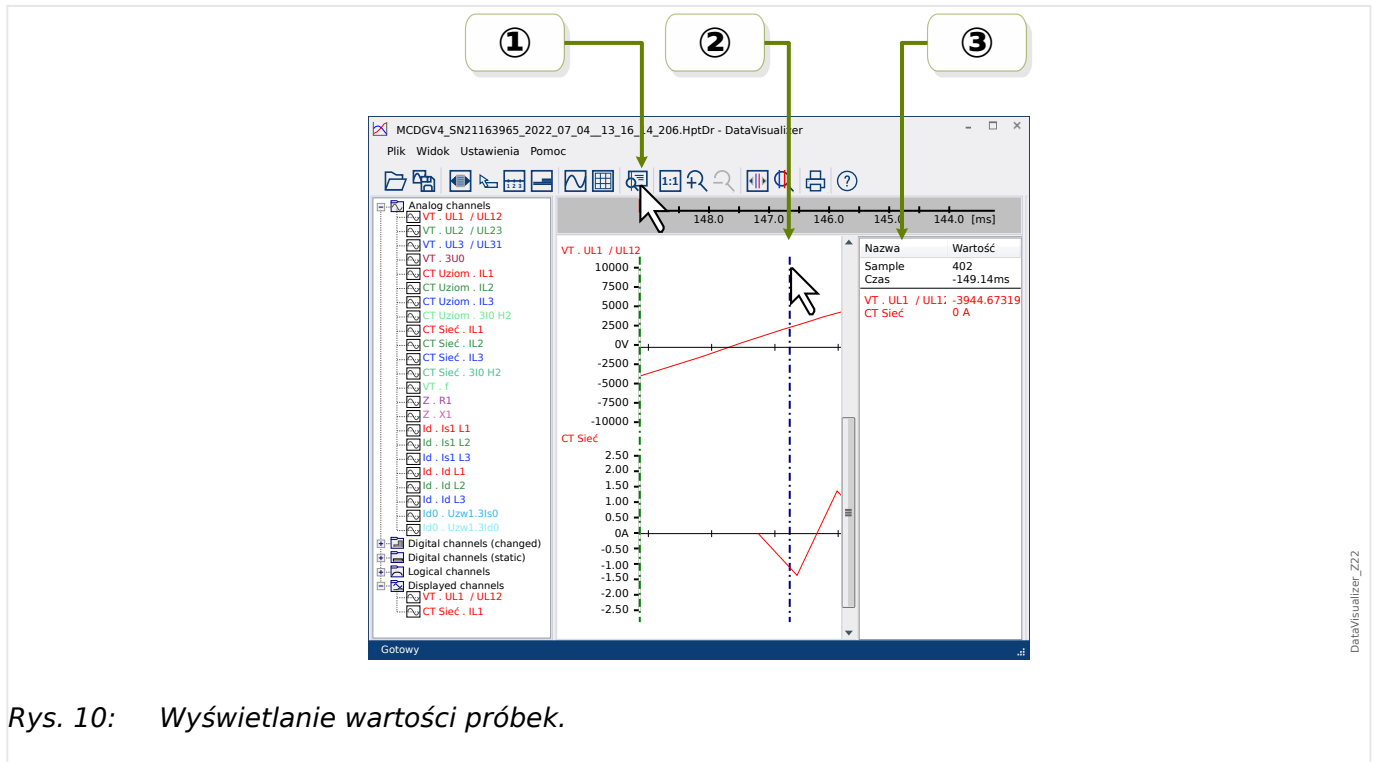 ① ② ③
MCDGV4_SN21163965_2022_07_04__13_16_14_206.HptDr - DataVisualizer
Plik Widok Ustawienia Pomoc
1 2 3 1:1 ?
148.0 147.0 146.0 145.0 144.0 [ms]
Analog channels
VT . UL1 / UL12
VT . UL2 / UL23
VT . UL3 / UL31
VT . 3U0
CT Uziom . IL1
CT Uziom . IL2
CT Uziom . IL3
CT Uziom . 3I0 H2
CT Sieć . IL1
CT Sieć . IL2
CT Sieć . IL3
CT Sieć . 3I0 H2
VT . f
Z . R1
Z . X1
Id . Is1 L1
Id . Is1 L2
Id . Is1 L3
Id . Id L1
Id . Id L2
Id . Id L3
Id0 . Uzw1.3Is0
Id0 . Uzw1.3Id0
Digital channels (changed)
Digital channels (static)
Logical channels
Displayed channels
VT . UL1 / UL12
CT Sieć . IL1
VT . UL1 / UL12
10000
7500
5000
2500
0V
-2500
-5000
-7500
-10000
CT Sieć
2.50
2.00
1.50
1.00
0.50
0A
-0.50
-1.00
-1.50
-2.00
-2.50
Nazwa Wartość
Sample 402
Czas -149.14ms
VT . UL1 / UL12 -3944.67319
CT Sieć 0 A
Gotowy
DataVisualizer_Z22
Rys. 10: Wyświetlanie wartości próbek.